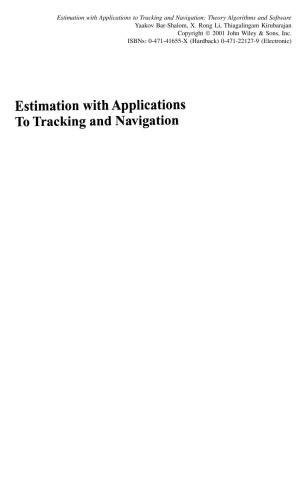 Estimation with Applications to Tracking and Navigation: Theory Algorithms and Software
Yaakov Bar-Shalom, X. Rong Li, Thiagalingam Kirubarajan
Copyright © 2001 John Wiley & Sons, Inc.
ISBNs: 0-471-41655-X (Hardback) 0-471-22127-9 (Electronic)
Estimation with Applications
To Tracking and Navigation